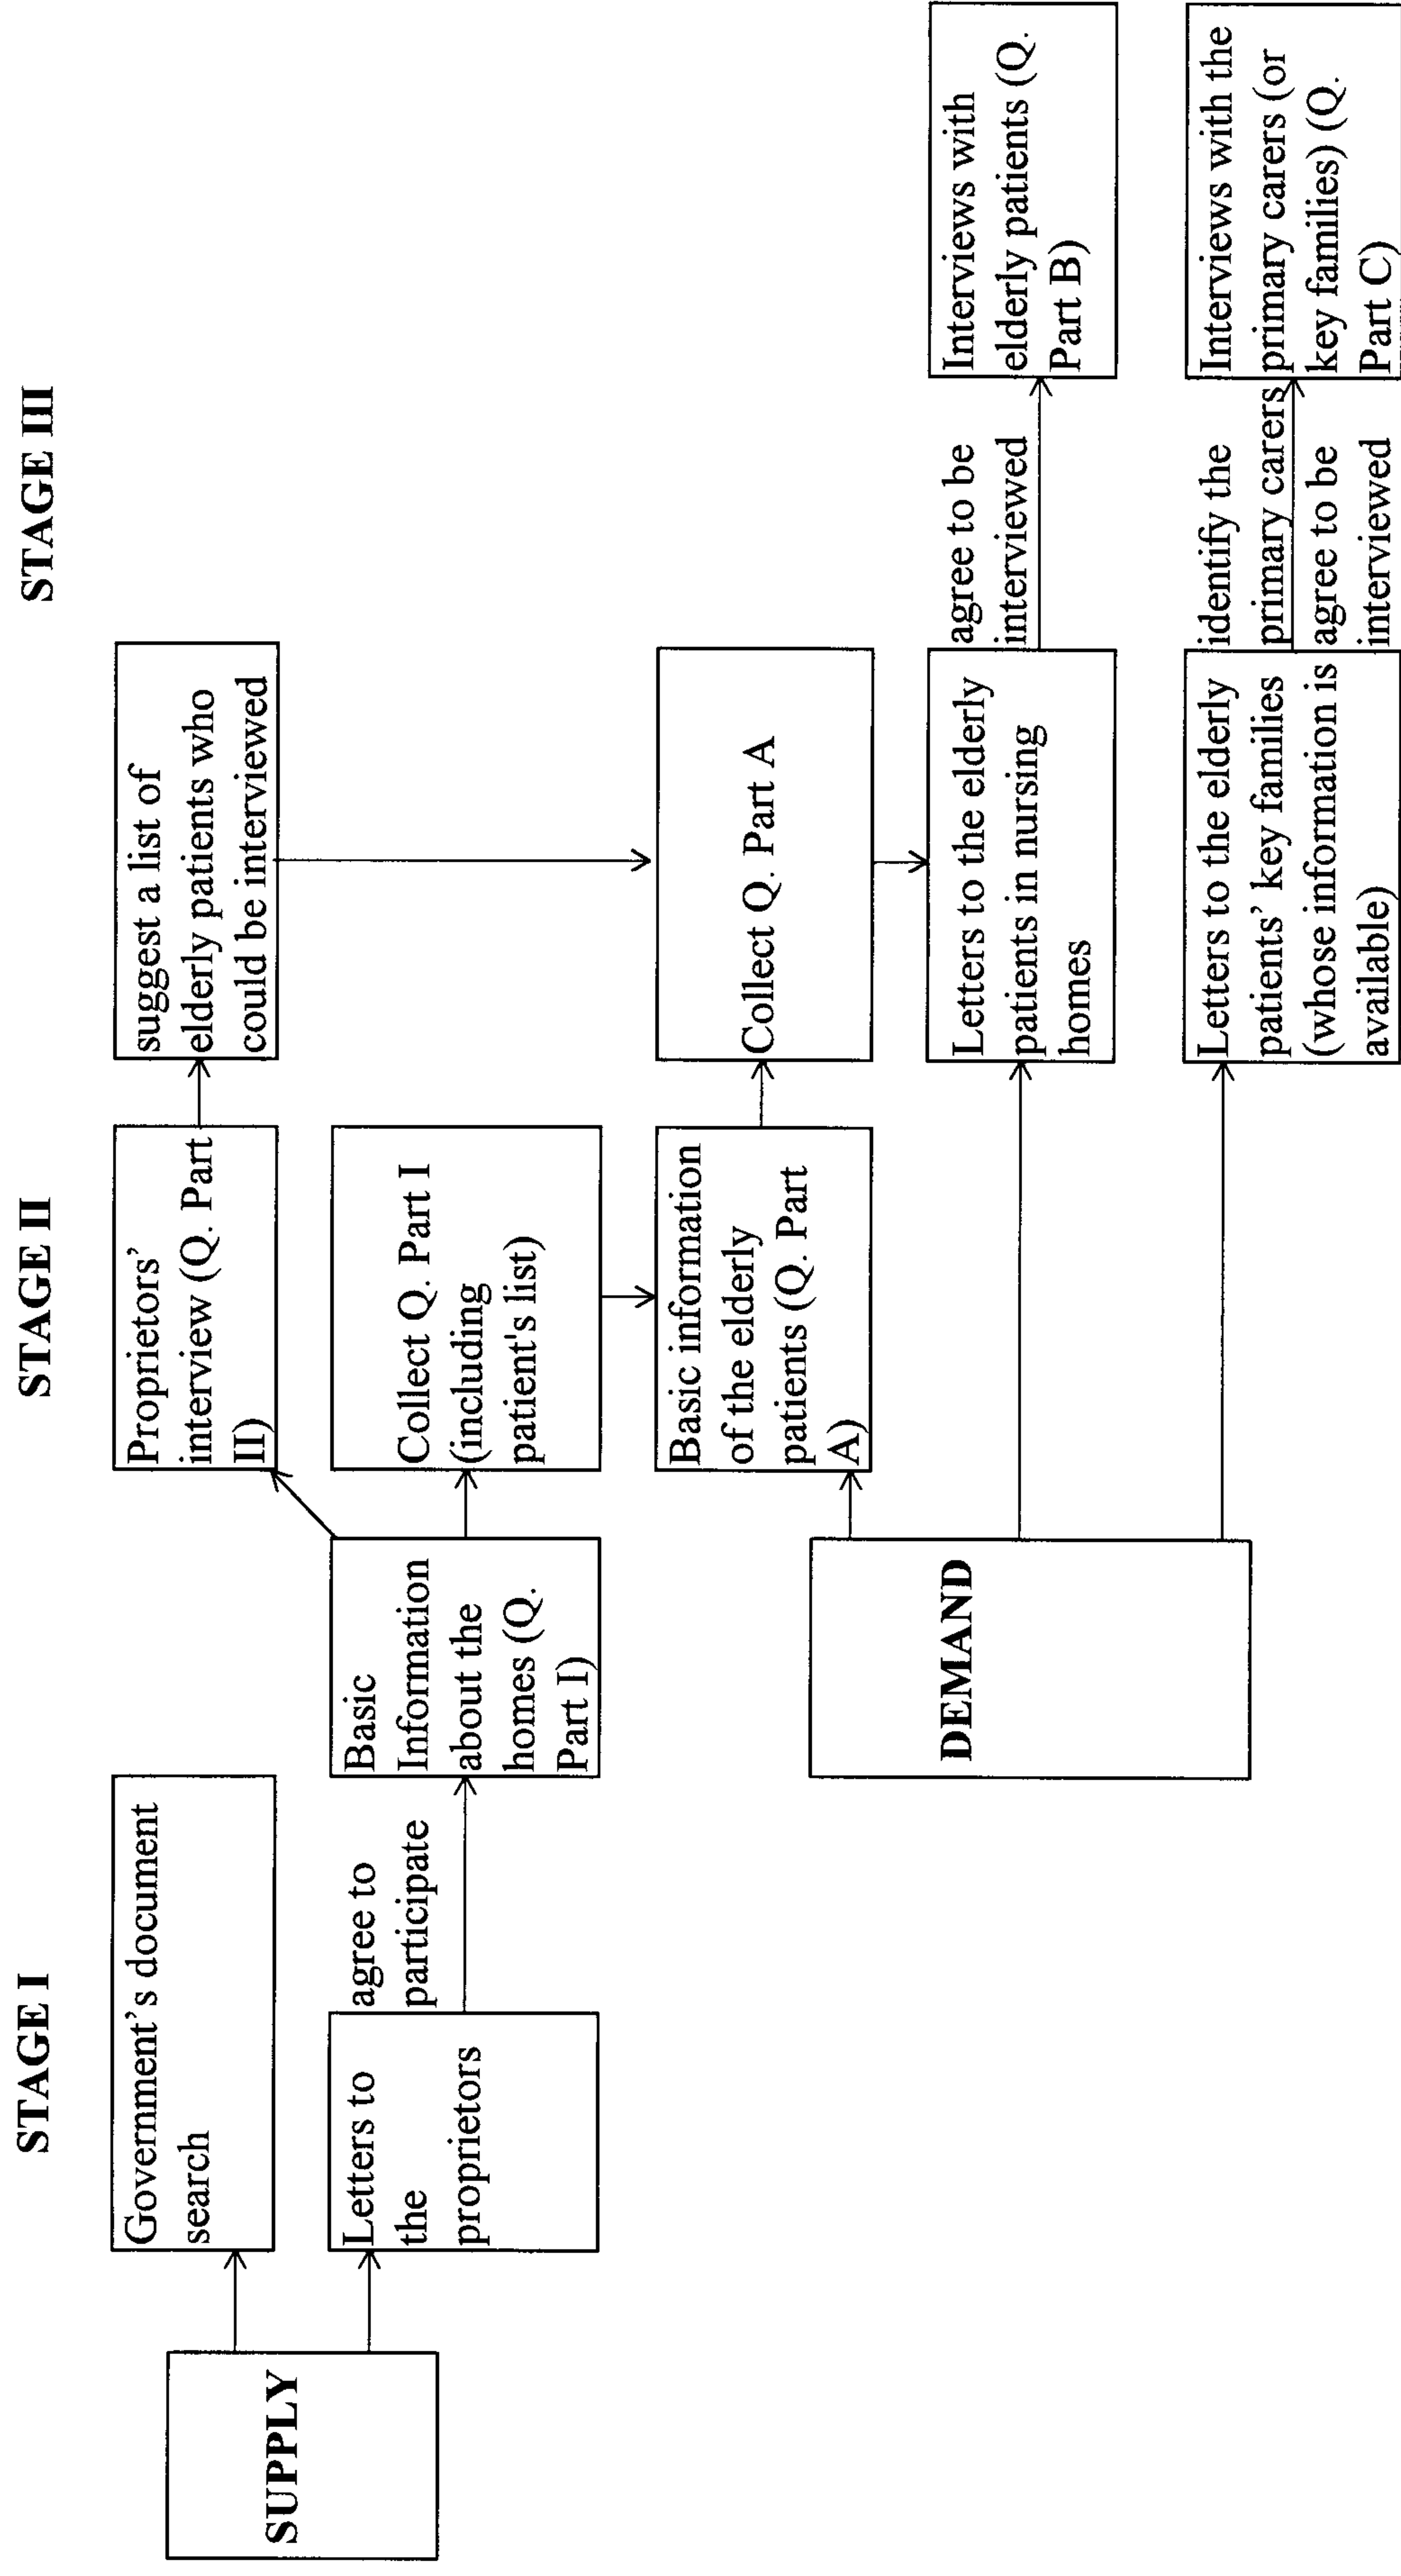 STAGE I
STAGE II
STAGE III
SUPPLY
Government's document
search
Letters to
the
proprietors
agree to
participate
Basic
Information
about the
homes (Q.
Part I)
Proprietors'
interview (Q. Part
II)
suggest a list of
elderly patients who
could be interviewed
Collect Q. Part I
(including
patient's list)
Basic information
of the elderly
patients (Q. Part
A)
Collect Q. Part A
DEMAND
Letters to the elderly
patients in nursing
homes
agree to be
interviewed
Interviews with
elderly patients (Q.
Part B)
Letters to the elderly
patients' key families
(whose information is
available)
identify the
primary carers
agree to be
interviewed
Interviews with the
primary carers (or
key families) (Q.
Part C)